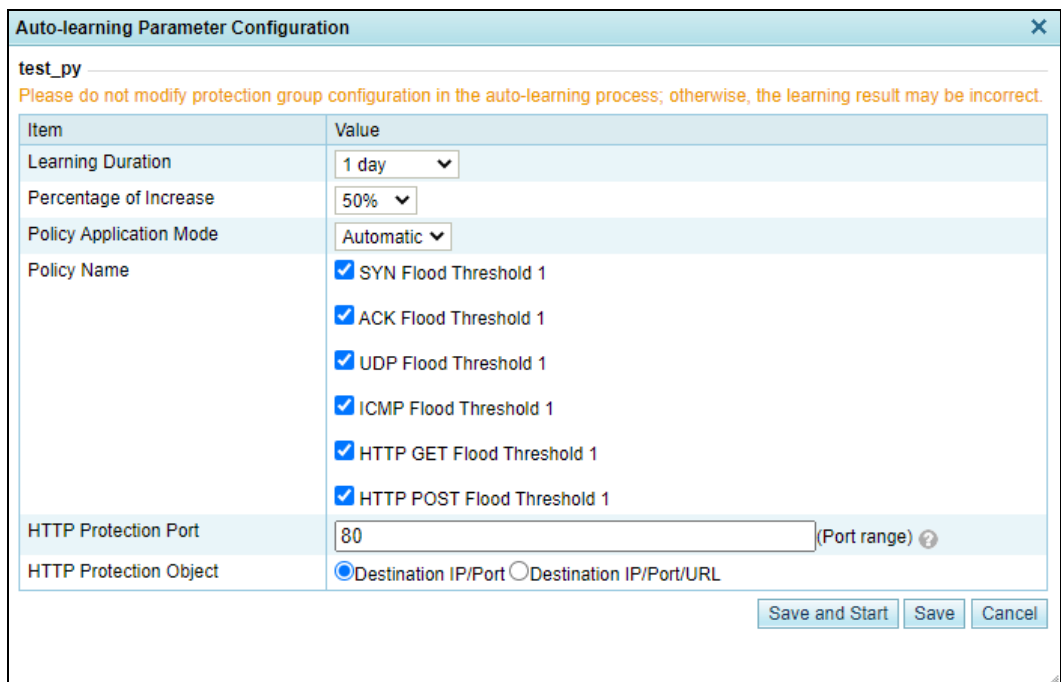 Auto-learning Parameter Configuration
test_py
Please do not modify protection group configuration in the auto-learning process; otherwise, the learning result may be incorrect.
Item Value
Learning Duration 1 day
Percentage of Increase 50%
Policy Application Mode Automatic
Policy Name SYN Flood Threshold 1
ACK Flood Threshold 1
UDP Flood Threshold 1
ICMP Flood Threshold 1
HTTP GET Flood Threshold 1
HTTP POST Flood Threshold 1
HTTP Protection Port 80 (Port range) ?
HTTP Protection Object Destination IP/Port Destination IP/Port/URL
Save and Start Save Cancel